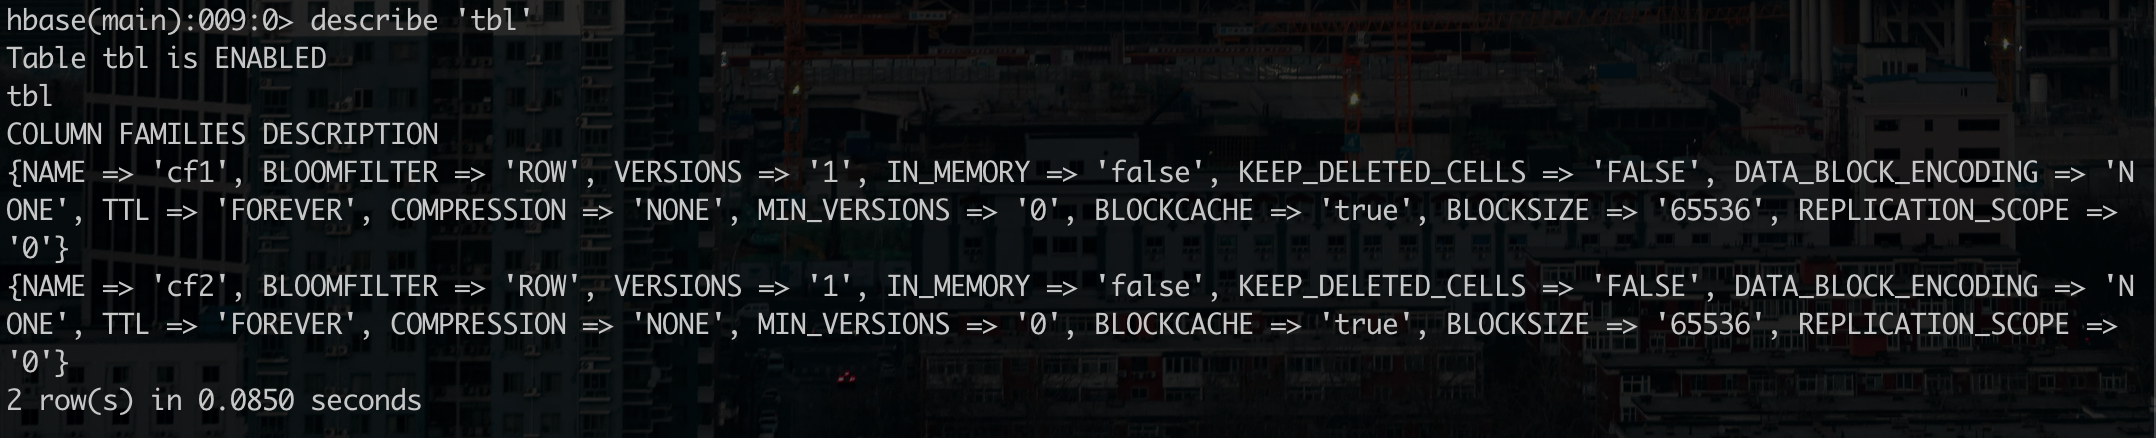 hbase(main):009:0> describe 'tbl'
Table tbl is ENABLED
tbl
COLUMN FAMILIES DESCRIPTION
{NAME => 'cf1', BLOOMFILTER => 'ROW', VERSIONS => '1', IN_MEMORY => 'false', KEEP_DELETED_CELLS => 'FALSE', DATA_BLOCK_ENCODING => 'N
ONE', TTL => 'FOREVER', COMPRESSION => 'NONE', MIN_VERSIONS => '0', BLOCKCACHE => 'true', BLOCKSIZE => '65536', REPLICATION_SCOPE =>
'0'}
{NAME => 'cf2', BLOOMFILTER => 'ROW', VERSIONS => '1', IN_MEMORY => 'false', KEEP_DELETED_CELLS => 'FALSE', DATA_BLOCK_ENCODING => 'N
ONE', TTL => 'FOREVER', COMPRESSION => 'NONE', MIN_VERSIONS => '0', BLOCKCACHE => 'true', BLOCKSIZE => '65536', REPLICATION_SCOPE =>
'0'}
2 row(s) in 0.0850 seconds